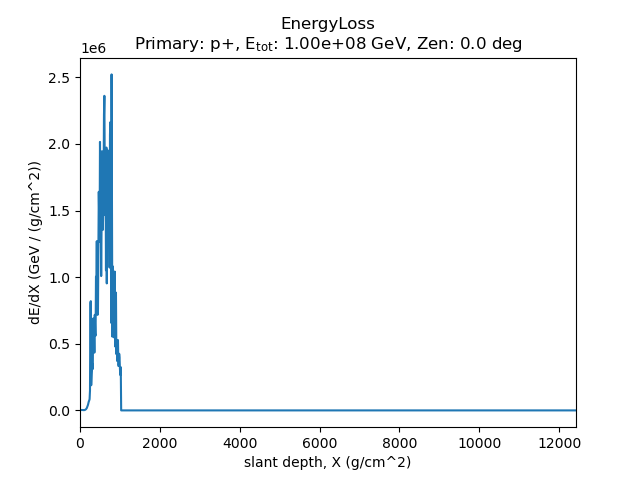 EnergyLoss
Primary: p+, E_tot: 1.00e+08 GeV, Zen: 0.0 deg
1e6
2.5
2.0
1.5
1.0
0.5
0.0
dE/dX (GeV / (g/cm^2))
0 2000 4000 6000 8000 10000 12000
slant depth, X (g/cm^2)